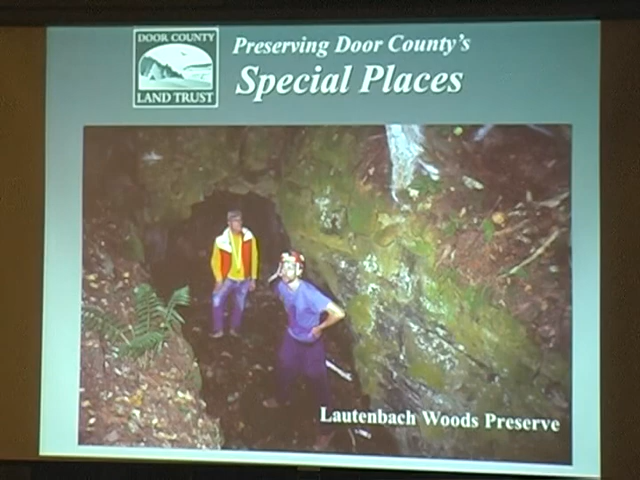 DOOR COUNTY
LAND TRUST
Preserving Door County's
Special Places
Lautenbach Woods Preserve